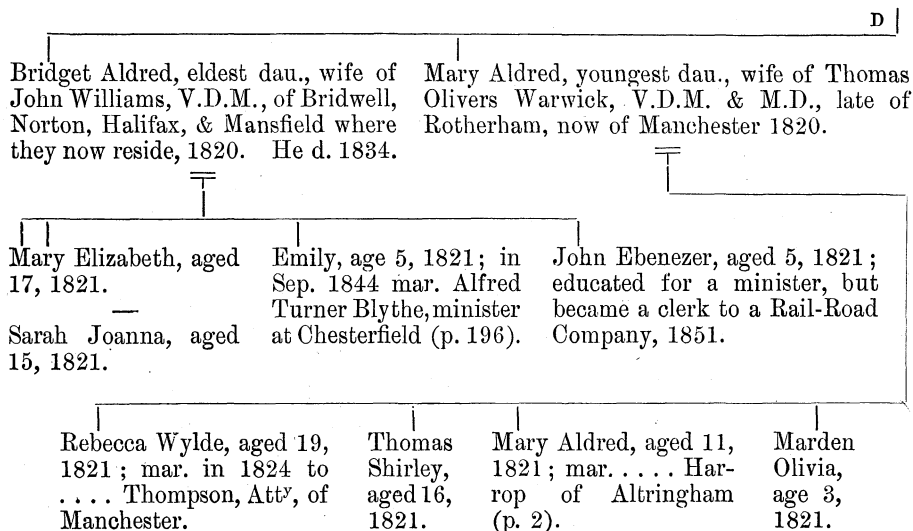 D
Bridget Aldred, eldest dau., wife of
John Williams, V.D.M., of Bridwell,
Norton, Halifax, & Mansfield where
they now reside, 1820. He d. 1834.
Mary Aldred, youngest dau., wife of Thomas
Olivers Warwick, V.D.M. & M.D., late of
Rotherham, now of Manchester 1820.
Mary Elizabeth, aged
17, 1821.
—
Sarah Joanna, aged
15, 1821.
Emily, age 5, 1821; in
Sep. 1844 mar. Alfred
Turner Blythe, minister
at Chesterfield (p. 196).
John Ebenezer, aged 5, 1821;
educated for a minister, but
became a clerk to a Rail-Road
Company, 1851.
Rebecca Wylde, aged 19,
1821; mar. in 1824 to
. . . . Thompson, Attʸ, of
Manchester.
Thomas
Shirley,
aged 16,
1821.
Mary Aldred, aged 11,
1821; mar. . . . . Har-
rop of Altringham
(p. 2).
Marden
Olivia,
age 3,
1821.